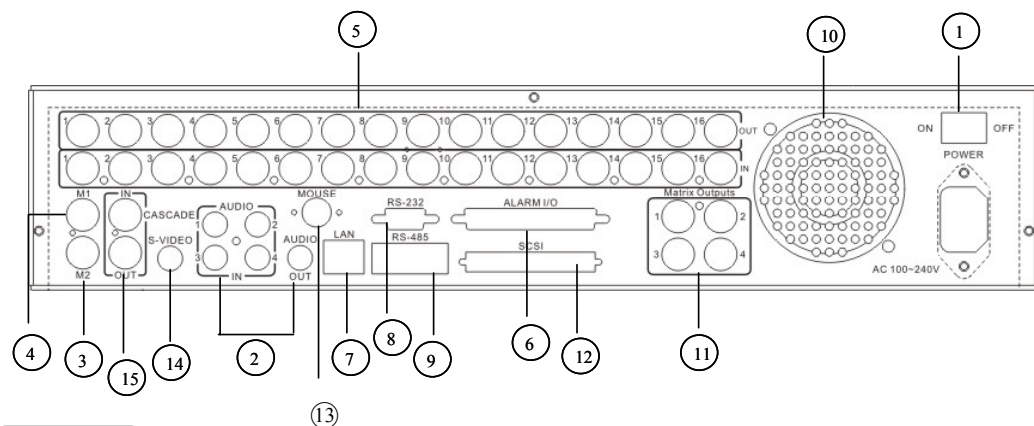 5 10 1
1 2 3 4 5 6 7 8 9 10 11 12 13 14 15 16 OUT
ON OFF
POWER
1 2 3 4 5 6 7 8 9 10 11 12 13 14 15 16 IN
M1 IN MOUSE Matrix Outputs
CASCADE AUDIO RS-232 ALARM I/O
1 2 1 2
S-VIDEO AUDIO LAN RS-485 SCSI
3 4 3 4
M2 OUT IN OUT
AC 100~240V
4 3 15 14 2 7 8 9 6 12 11
13